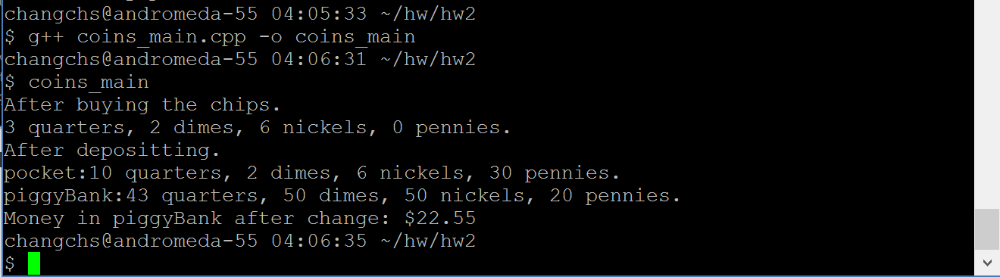 changchs@andromeda-55 04:05:33 ~/hw/hw2
$ g++ coins_main.cpp -o coins_main
changchs@andromeda-55 04:06:31 ~/hw/hw2
$ coins_main
After buying the chips.
3 quarters, 2 dimes, 6 nickels, 0 pennies.
After depositting.
pocket:10 quarters, 2 dimes, 6 nickels, 30 pennies.
piggyBank:43 quarters, 50 dimes, 50 nickels, 20 pennies.
Money in piggyBank after change: $22.55
changchs@andromeda-55 04:06:35 ~/hw/hw2
$